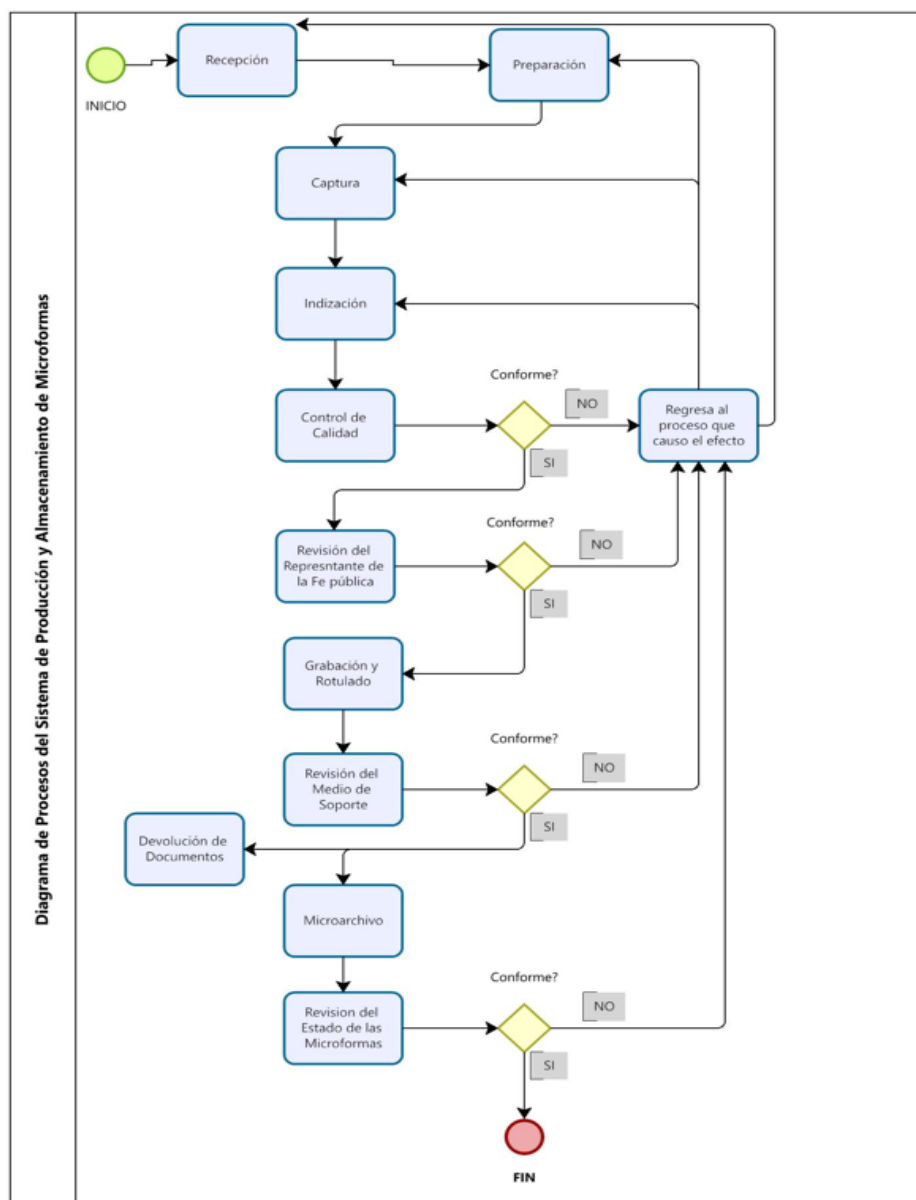 Diagrama de Procesos del Sistema de Producción y Almacenamiento de Microformas
INICIO
Recepción
Preparación
Captura
Indización
Control de
Calidad
Conforme?
NO
SI
Regresa al
proceso que
causo el efecto
Revisión del
Represntante de
la Fe pública
Conforme?
NO
SI
Grabación y
Rotulado
Revisión del
Medio de
Soporte
Conforme?
NO
SI
Devolución de
Documentos
Microarchivo
Revision del
Estado de las
Microformas
Conforme?
NO
SI
FIN